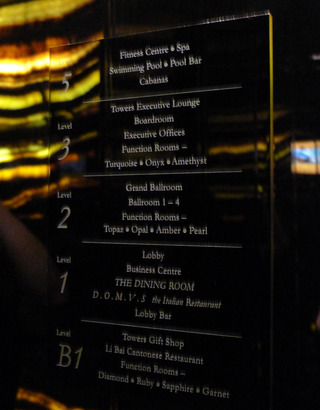 5
Fitness Centre • Spa
Swimming Pool • Pool Bar
Cabanas
Level
3
Towers Executive Lounge
Boardroom
Executive Offices
Function Rooms –
Turquoise • Onyx • Amethyst
Level
2
Grand Ballroom
Ballroom 1 – 4
Function Rooms –
Topaz • Opal • Amber • Pearl
Level
1
Lobby
Business Centre
THE DINING ROOM
D.O.M.V.S the Italian Restaurant
Lobby Bar
Level
B1
Towers Gift Shop
Li Bai Cantonese Restaurant
Function Rooms –
Diamond • Ruby • Sapphire • Garnet